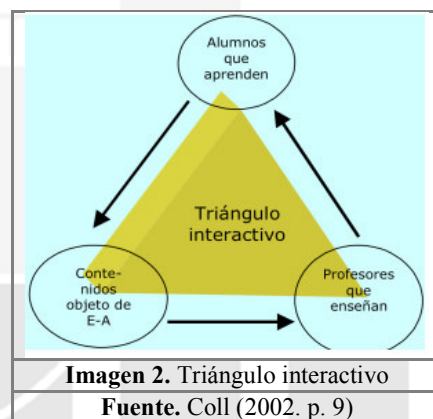 Alumnos
que
aprenden
Triángulo
interactivo
Conte-
nidos
objeto de
E-A
Profesores
que
enseñan
Imagen 2. Triángulo interactivo
Fuente. Coll (2002. p. 9)